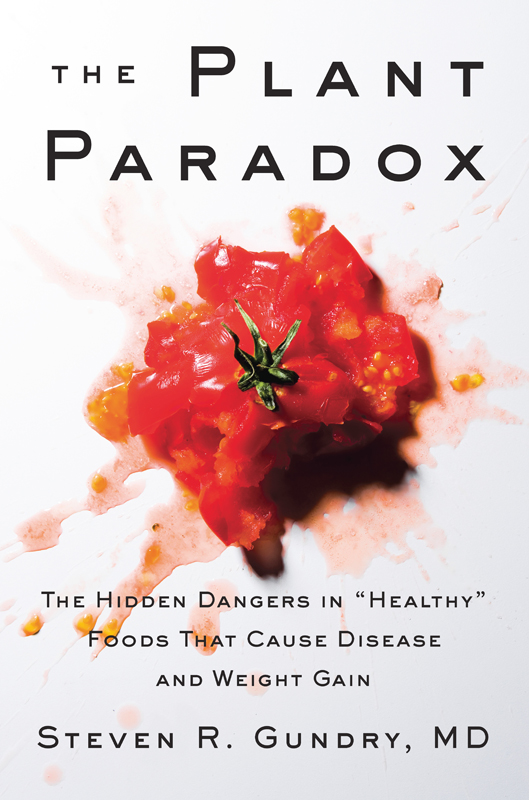 THE PLANT
PARADOX
THE HIDDEN DANGERS IN “HEALTHY”
FOODS THAT CAUSE DISEASE
AND WEIGHT GAIN
STEVEN R. GUNDRY, MD